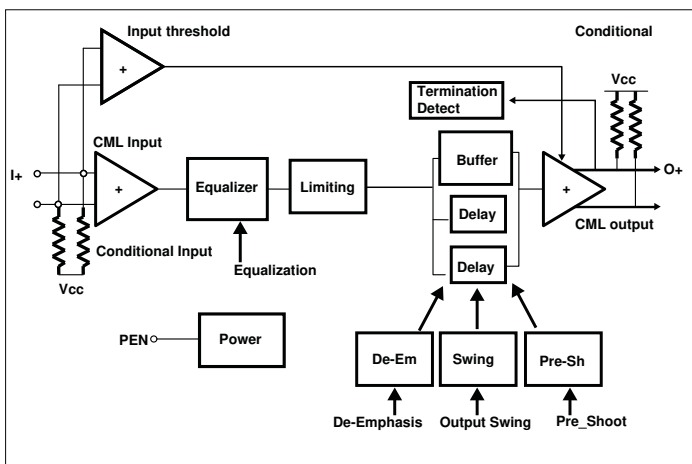 Input threshold
Conditional
+
Vcc
Termination
Detect
CML Input
I+
+
Equalizer
Limiting
Buffer
Delay
Delay
+
O+
CML output
Conditional Input
Vcc
Equalization
PEN
Power
De-Em
Swing
Pre-Sh
De-Emphasis
Output Swing
Pre_Shoot